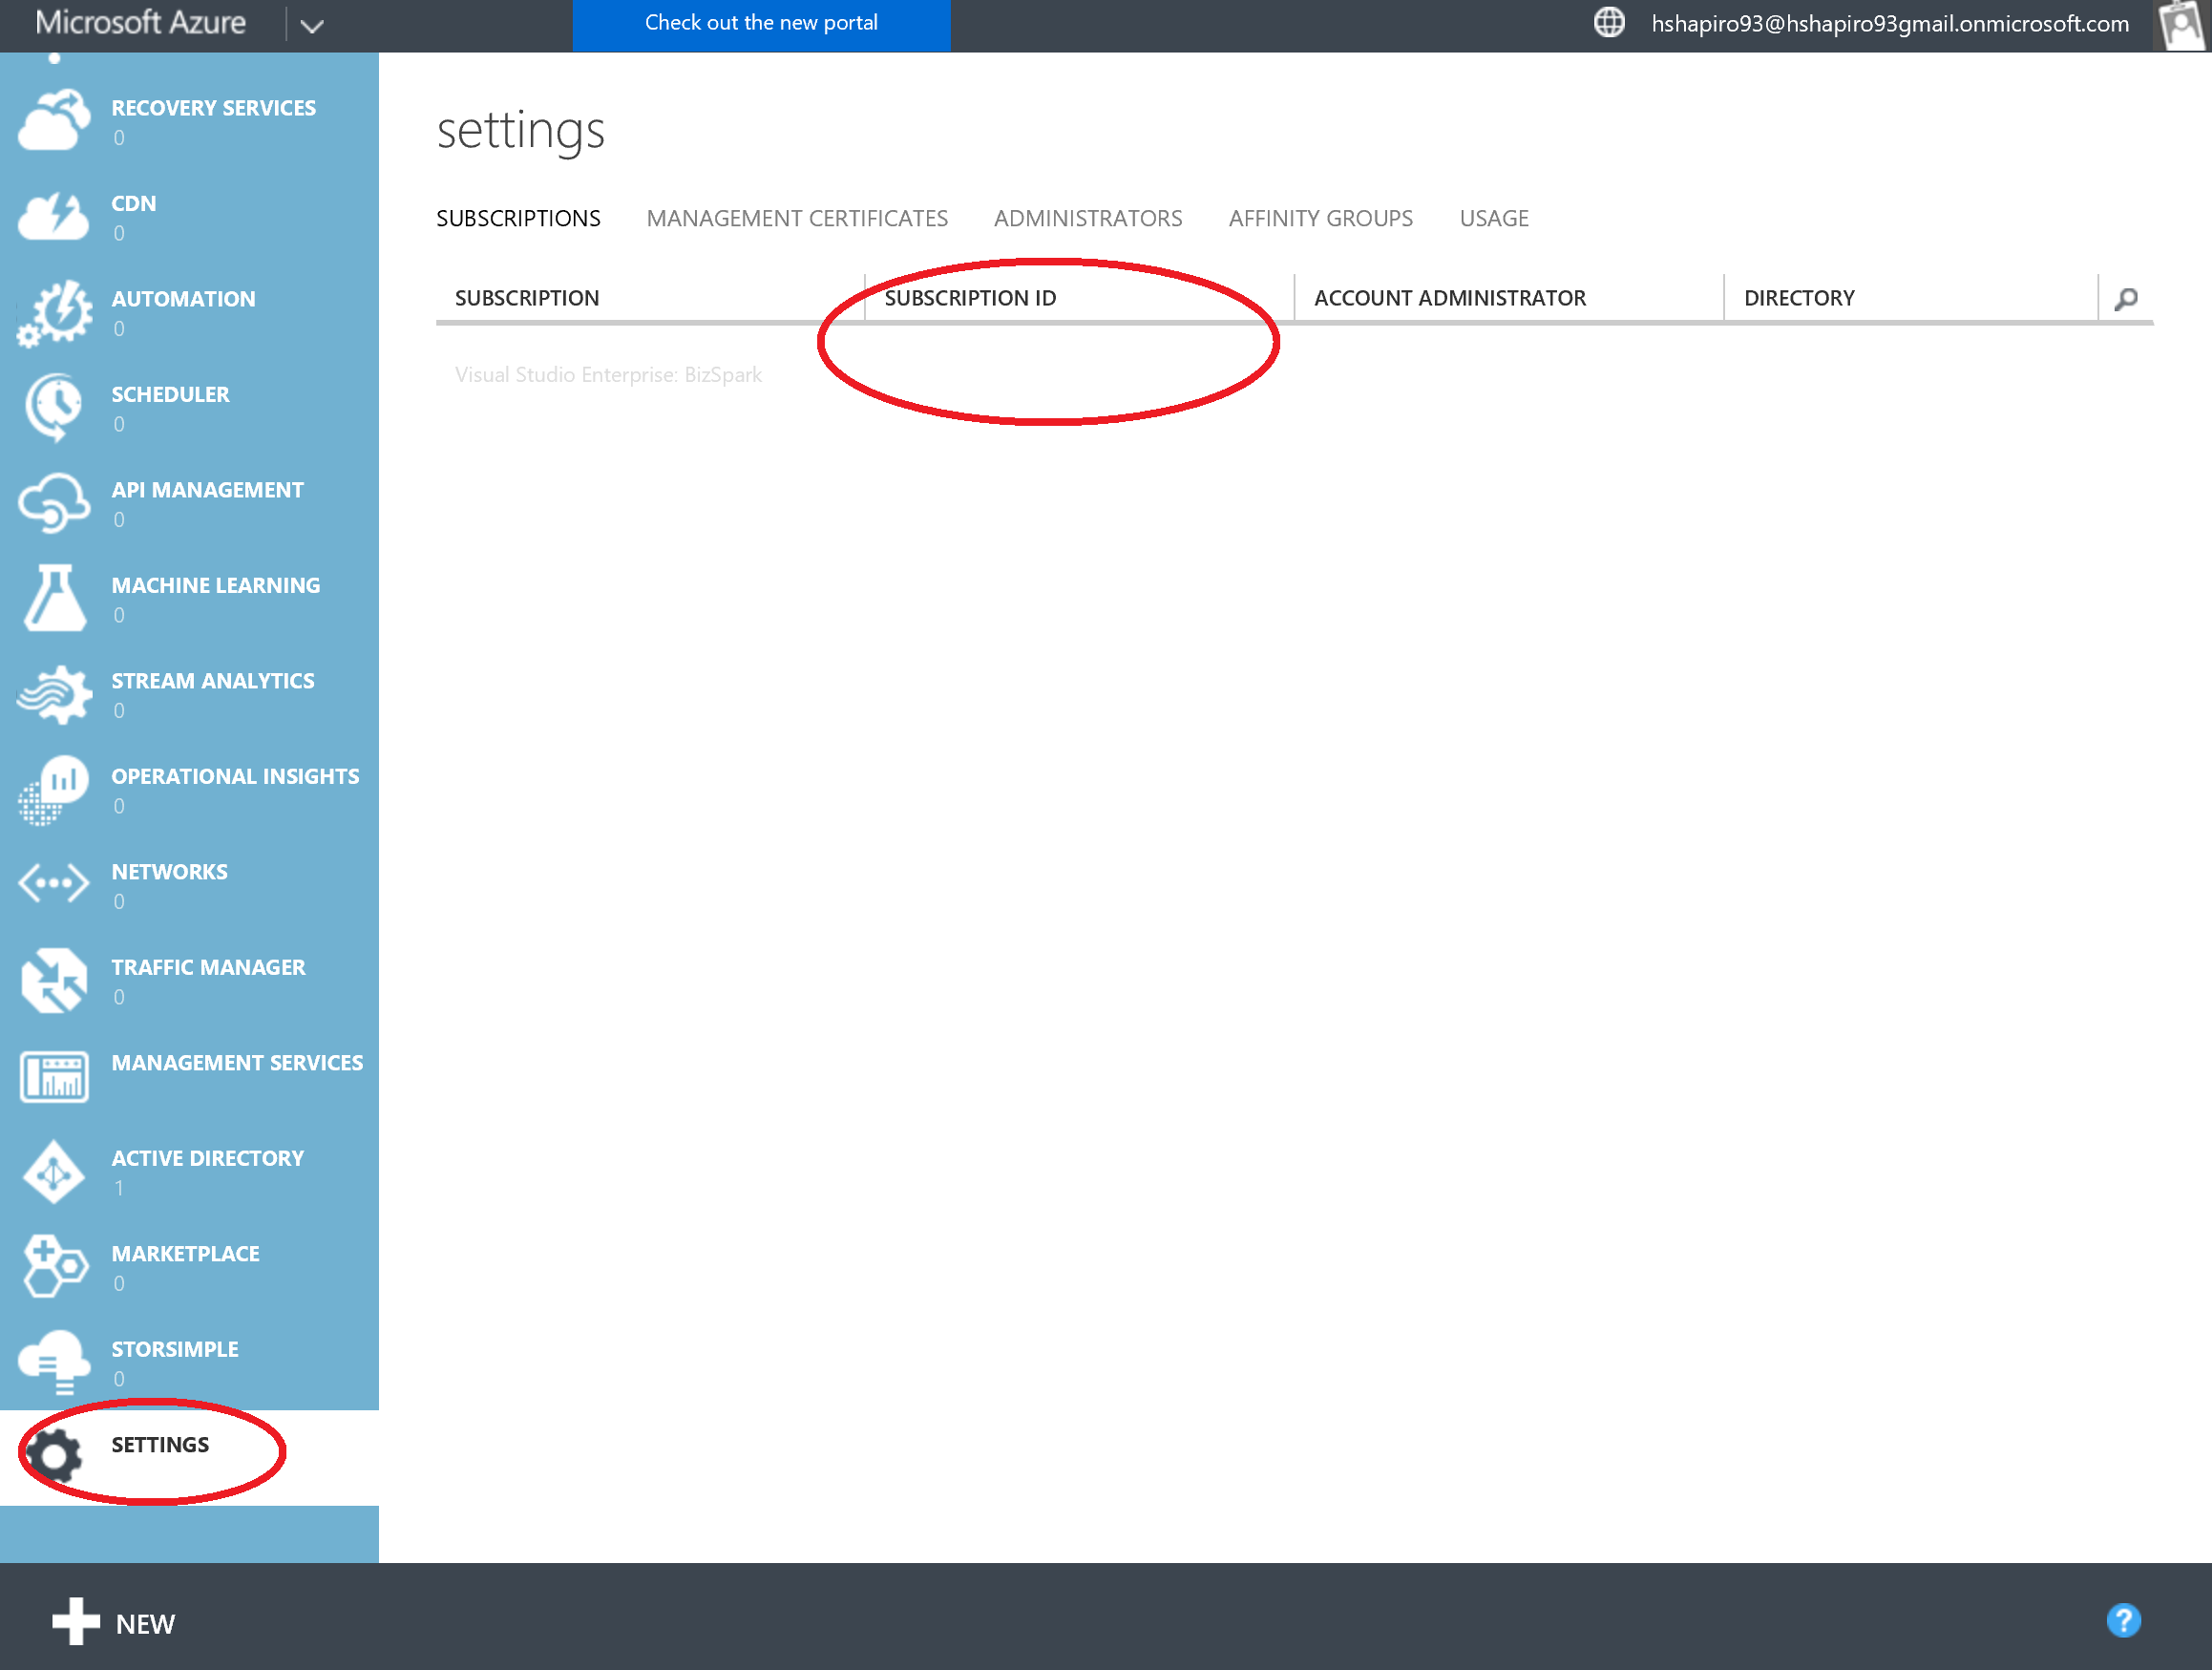 Microsoft Azure
Check out the new portal
hshapiro93@hshapiro93gmail.onmicrosoft.com
RECOVERY SERVICES
0
CDN
0
AUTOMATION
0
SCHEDULER
0
API MANAGEMENT
0
MACHINE LEARNING
0
STREAM ANALYTICS
0
OPERATIONAL INSIGHTS
0
NETWORKS
0
TRAFFIC MANAGER
0
MANAGEMENT SERVICES
ACTIVE DIRECTORY
1
MARKETPLACE
0
STORSIMPLE
0
SETTINGS
settings
SUBSCRIPTIONS MANAGEMENT CERTIFICATES ADMINISTRATORS AFFINITY GROUPS USAGE
SUBSCRIPTION SUBSCRIPTION ID ACCOUNT ADMINISTRATOR DIRECTORY
Visual Studio Enterprise: BizSpark
NEW
?